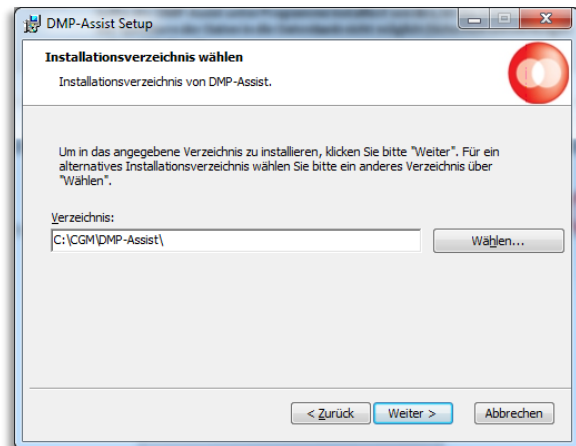 DMP-Assist Setup
Installationsverzeichnis wählen
Installationsverzeichnis von DMP-Assist.
Um in das angegebene Verzeichnis zu installieren, klicken Sie bitte "Weiter". Für ein
alternatives Installationsverzeichnis wählen Sie bitte ein anderes Verzeichnis über
"Wählen".
Verzeichnis:
C:\CGM\DMP-Assist\
Wählen...
< Zurück
Weiter >
Abbrechen